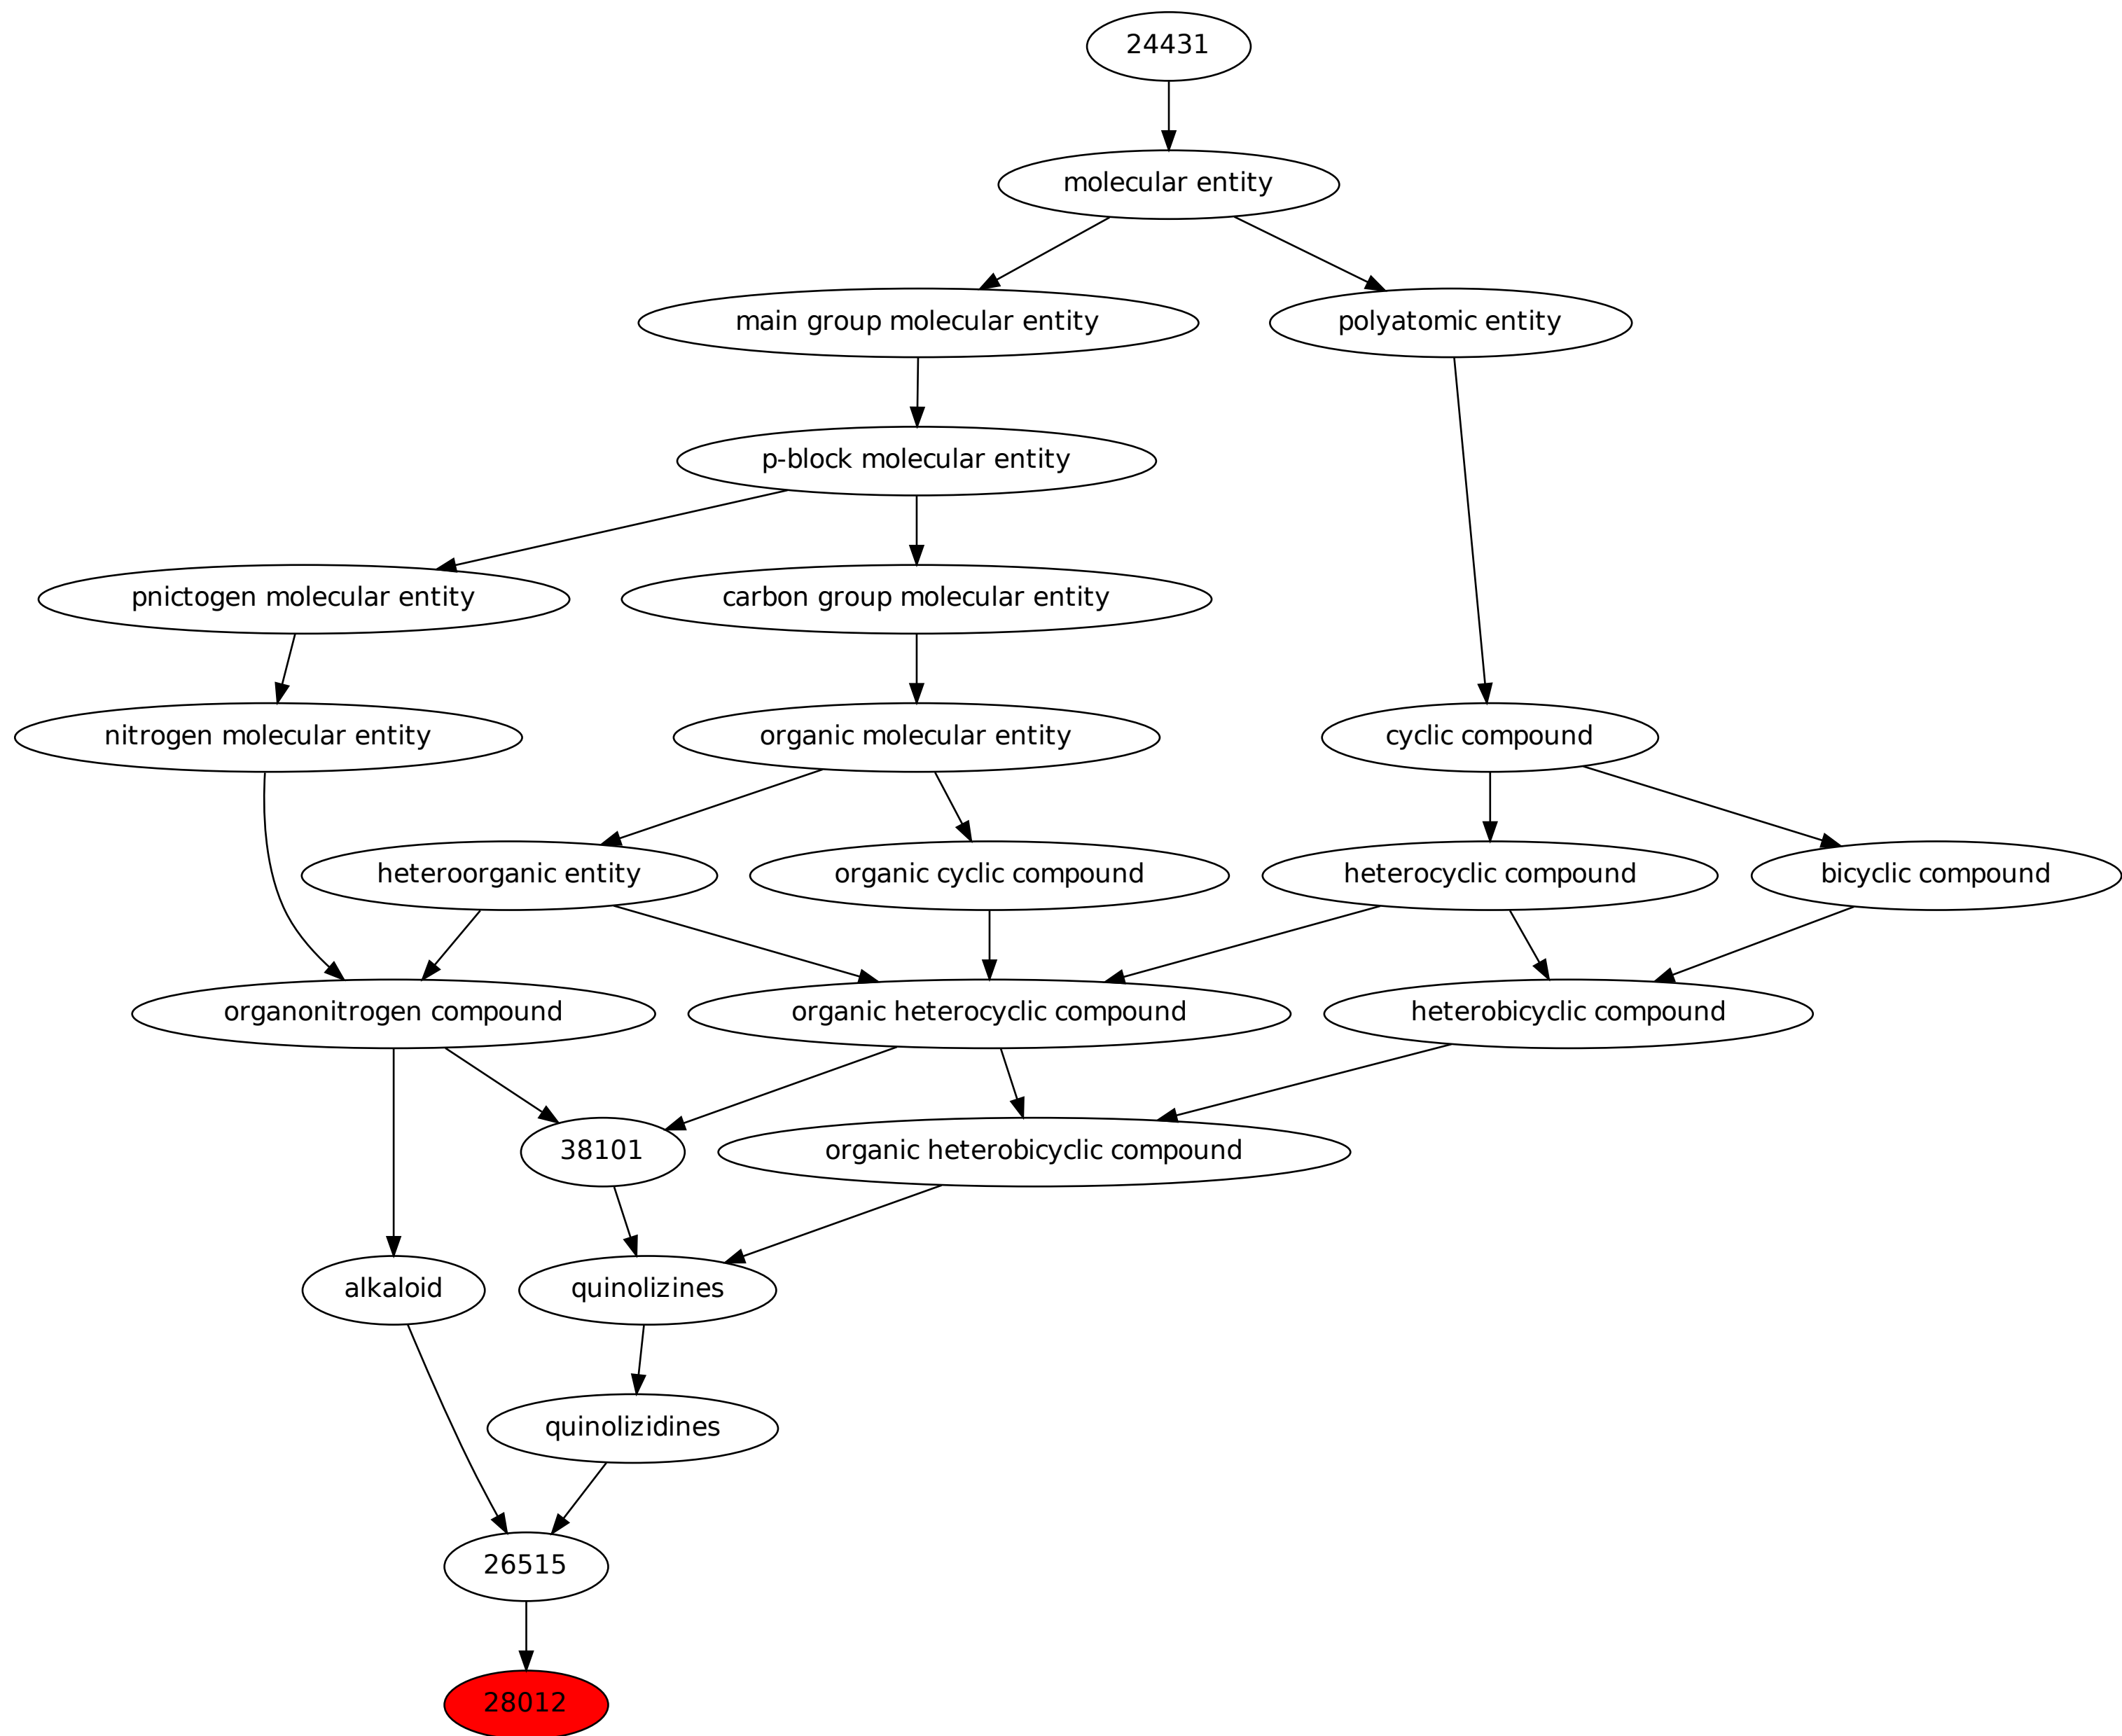 24431
molecular entity
main group molecular entity
polyatomic entity
p-block molecular entity
pnictogen molecular entity
carbon group molecular entity
nitrogen molecular entity
organic molecular entity
cyclic compound
heteroorganic entity
organic cyclic compound
heterocyclic compound
bicyclic compound
organonitrogen compound
organic heterocyclic compound
heterobicyclic compound
38101
organic heterobicyclic compound
alkaloid
quinolizines
quinolizidines
26515
28012